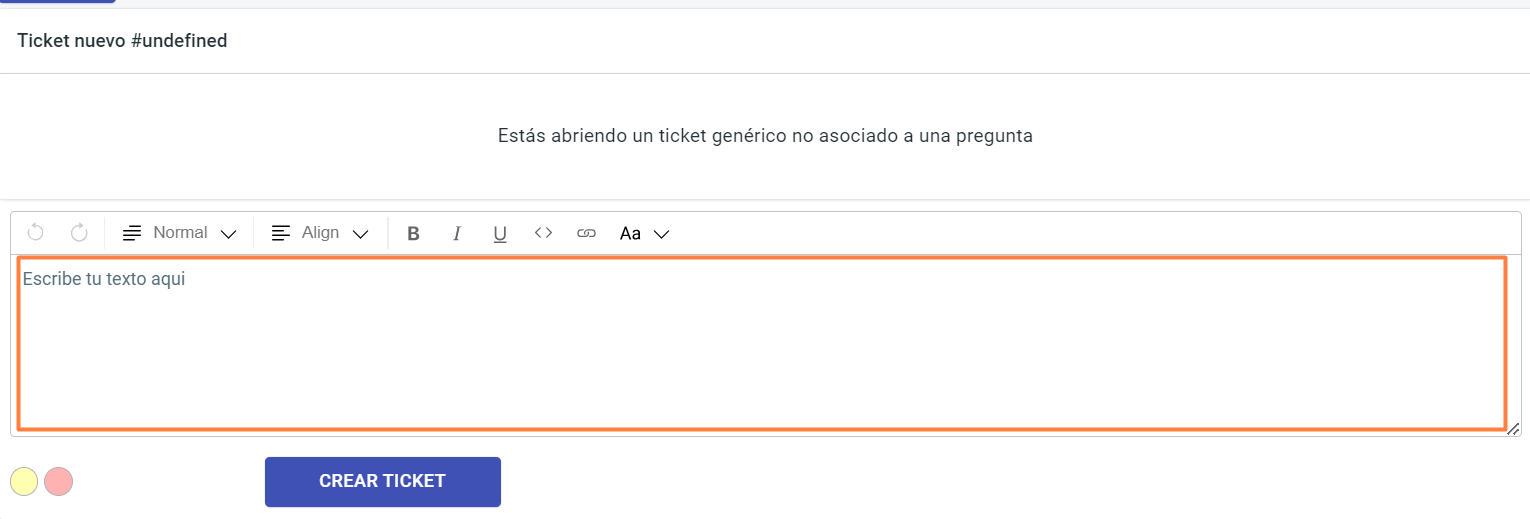 Ticket nuevo #undefined
Estás abriendo un ticket genérico no asociado a una pregunta
Normal Align B I U <> Aa
Escribe tu texto aqui
CREAR TICKET